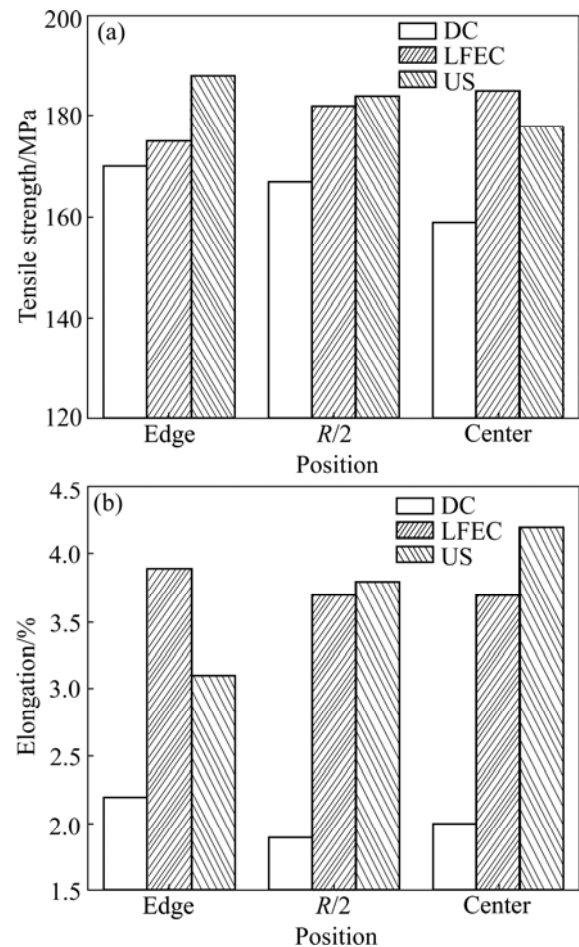 (a)
DC
LFEC
US
200
180
160
140
120
Tensile strength/MPa
Edge R/2 Center
Position
(b)
DC
LFEC
US
4.5
4.0
3.5
3.0
2.5
2.0
1.5
Elongation/%
Edge R/2 Center
Position